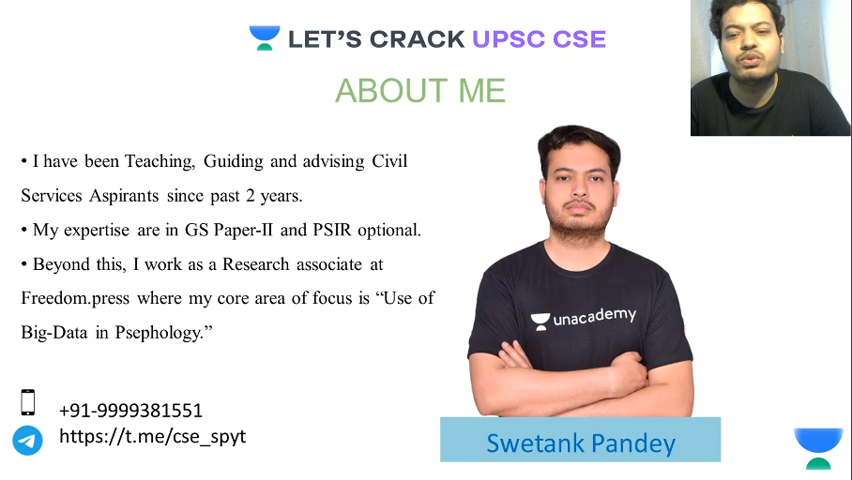 LET'S CRACK UPSC CSE
ABOUT ME
• I have been Teaching, Guiding and advising Civil
Services Aspirants since past 2 years.
• My expertise are in GS Paper-II and PSIR optional.
• Beyond this, I work as a Research associate at
Freedom.press where my core area of focus is “Use of
Big-Data in Psephology.”
unacademy
+91-9999381551
https://t.me/cse_spyt
Swetank Pandey